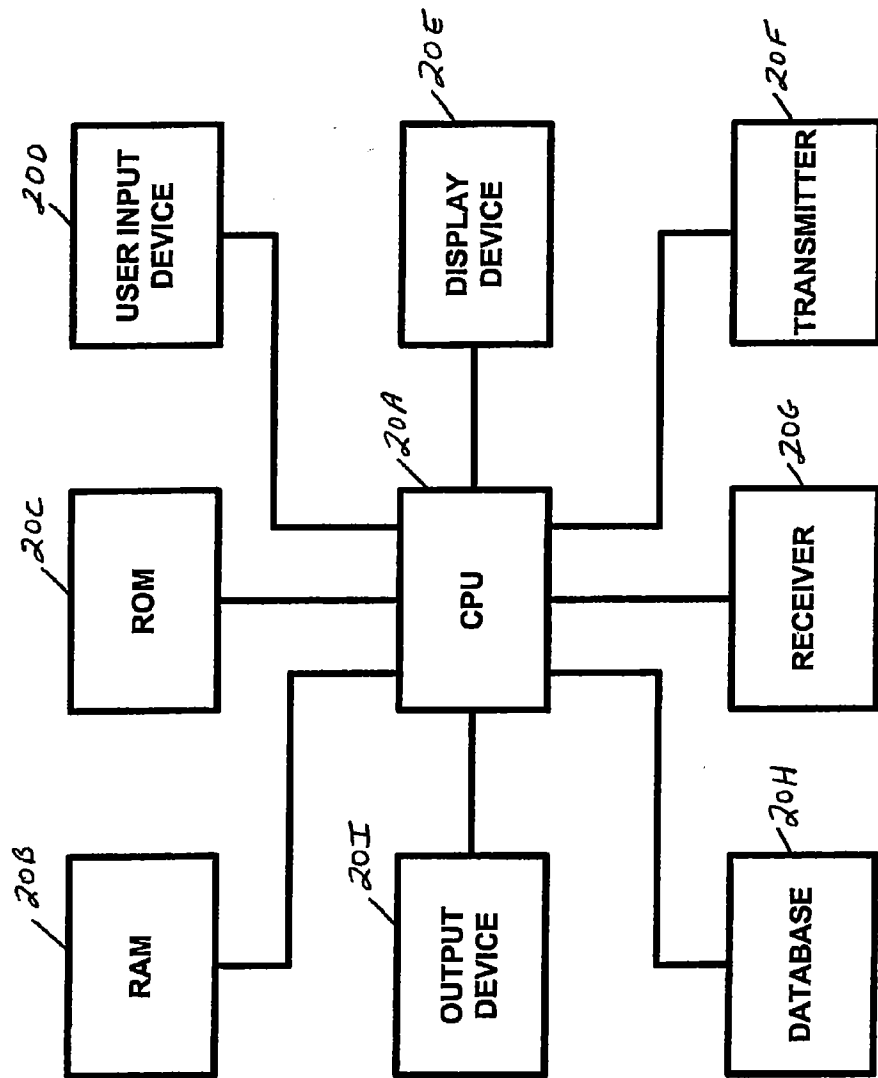 20B
RAM
20C
ROM
20D
USER INPUT
DEVICE
20I
OUTPUT
DEVICE
20A
CPU
20E
DISPLAY
DEVICE
20H
DATABASE
20G
RECEIVER
20F
TRANSMITTER